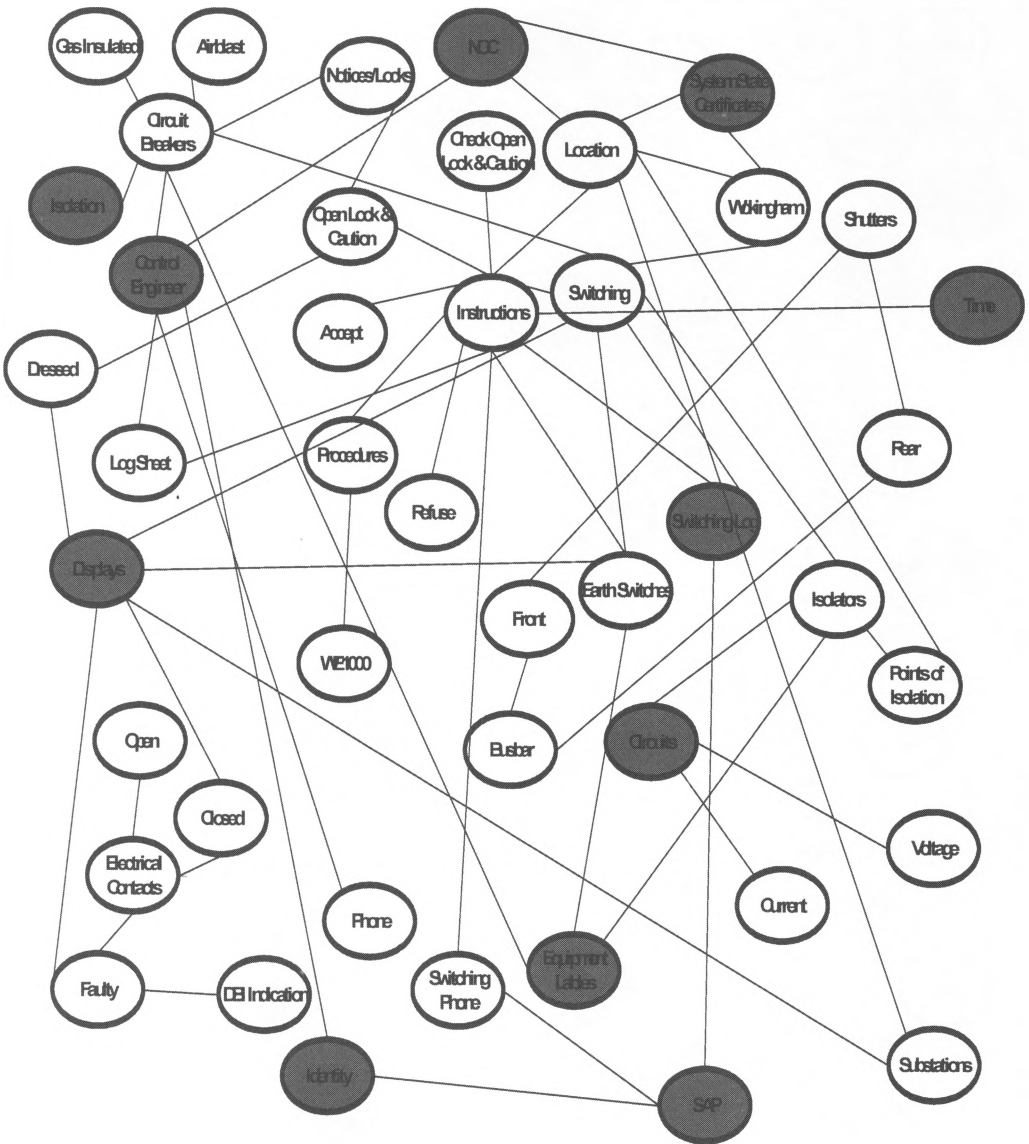 Gas Insulated
Airblast
NDC
Notices/Locks
System State
Certificates
Circuit
Breakers
Check Open
Lock & Caution
Location
Isolation
Open Lock &
Caution
Wokingham
Shutters
Control
Engineer
Switching
Instructions
Time
Accept
Dressed
Log Sheet
Procedures
Rear
Refuse
Switching Log
Displays
Earth Switches
Isolators
Front
WE1000
Points of
Isolation
Open
Busbar
Circuits
Closed
Voltage
Electrical
Contacts
Current
Phone
Equipment
Lables
Faulty
DBI Indication
Switching
Phone
Substations
Identity
SAP